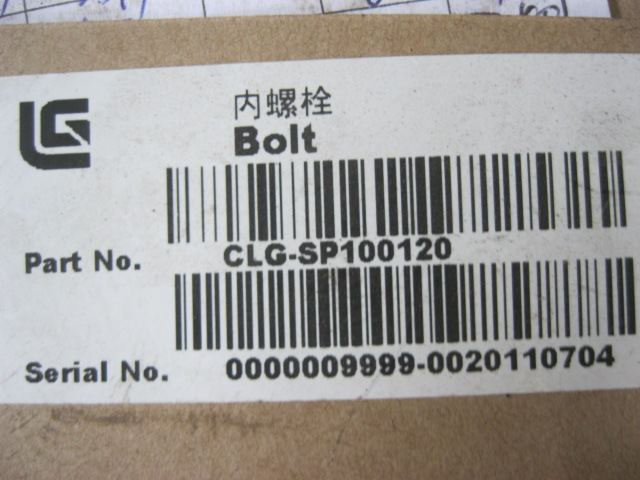 内螺栓
Bolt
Part No. CLG-SP100120
Serial No. 0000009999-0020110704